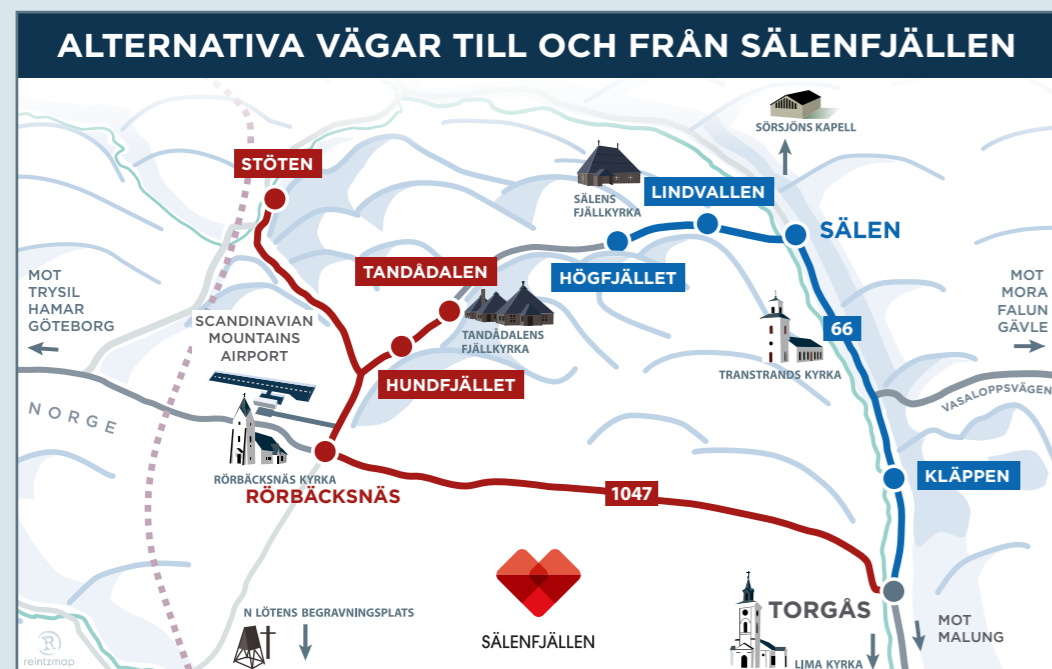 ALTERNATIVA VÄGAR TILL OCH FRÅN SÄLENFJÄLLEN
SÖRSJÖNS KAPELL
STÖTEN
SÄLENS
FJÄLLKYRKA
LINDVALLEN
SÄLEN
TANDÅDALEN
HÖGFJÄLLET
MOT
TRYSIL
HAMAR
GÖTEBORG
MOT
MORA
FALUN
GÄVLE
SCANDINAVIAN
MOUNTAINS
AIRPORT
TANDÅDALENS
FJÄLLKYRKA
66
HUNDFJÄLLET
TRANSTRANDS KYRKA
VASALOPPSVÄGEN
NORGE
RÖRBÄCKSNÄS KYRKA
RÖRBÄCKSNÄS
KLÄPPEN
1047
N LÖTENS BEGRAVNINGSPLATS
TORGÅS
MOT
MALUNG
SÄLENFJÄLLEN
LIMA KYRKA
R
reintzmap